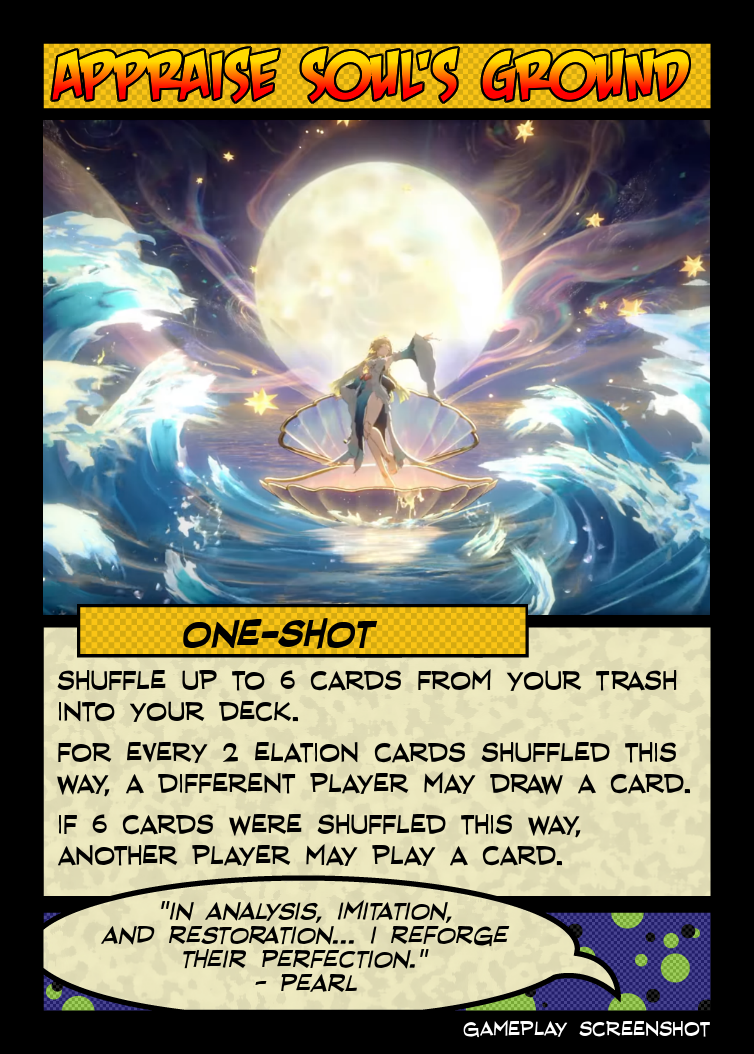 APPRAISE SOUL'S GROUND
ONE-SHOT
SHUFFLE UP TO 6 CARDS FROM YOUR TRASH
INTO YOUR DECK.
FOR EVERY 2 ELATION CARDS SHUFFLED THIS
WAY, A DIFFERENT PLAYER MAY DRAW A CARD.
IF 6 CARDS WERE SHUFFLED THIS WAY,
ANOTHER PLAYER MAY PLAY A CARD.
"IN ANALYSIS, IMITATION,
AND RESTORATION... I REFORGE
THEIR PERFECTION."
- PEARL
GAMEPLAY SCREENSHOT